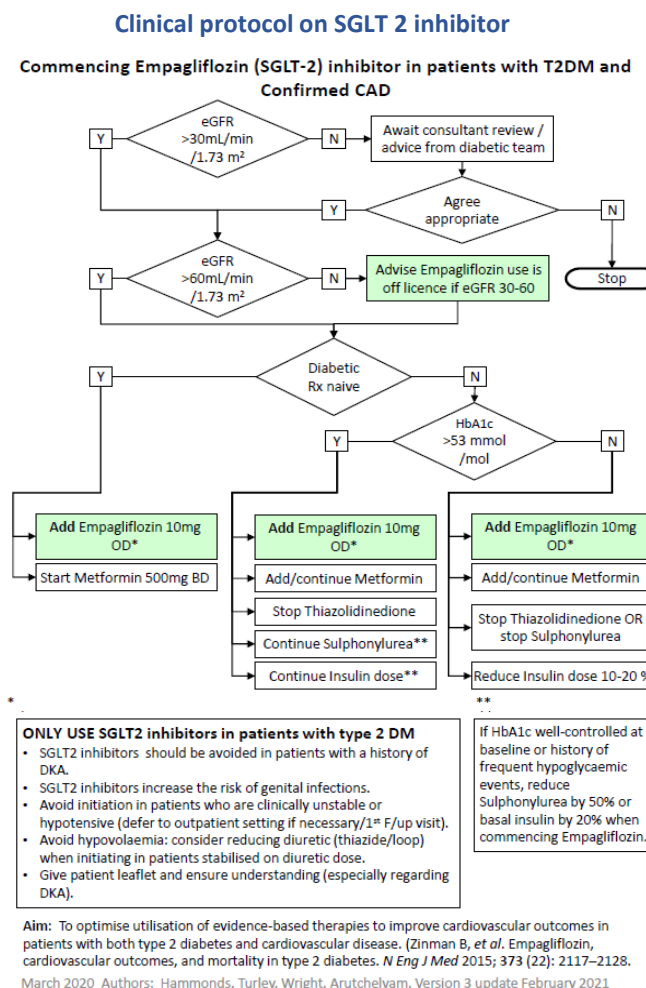 Clinical protocol on SGLT 2 inhibitor
Commencing Empagliflozin (SGLT-2) inhibitor in patients with T2DM and
Confirmed CAD
eGFR
>30mL/min
/1.73 m²
Y
N
Await consultant review /
advice from diabetic team
Y
Agree
appropriate
N
Stop
eGFR
>60mL/min
/1.73 m²
Y
N
Advise Empagliflozin use is
off licence if eGFR 30-60
Y
Diabetic
Rx naive
N
Y
HbA1c
>53 mmol
/mol
N
Add Empagliflozin 10mg
OD*
Start Metformin 500mg BD
Add Empagliflozin 10mg
OD*
Add/continue Metformin
Stop Thiazolidinedione
Continue Sulphonylurea**
Continue Insulin dose**
Add Empagliflozin 10mg
OD*
Add/continue Metformin
Stop Thiazolidinedione OR
stop Sulphonylurea
Reduce Insulin dose 10-20 %
*
ONLY USE SGLT2 inhibitors in patients with type 2 DM
• SGLT2 inhibitors should be avoided in patients with a history of
DKA.
• SGLT2 inhibitors increase the risk of genital infections.
• Avoid initiation in patients who are clinically unstable or
hypotensive (defer to outpatient setting if necessary/1st F/up visit).
• Avoid hypovolaemia: consider reducing diuretic (thiazide/loop)
when initiating in patients stabilised on diuretic dose.
• Give patient leaflet and ensure understanding (especially regarding
DKA).
**
If HbA1c well-controlled at
baseline or history of
frequent hypoglycaemic
events, reduce
Sulphonylurea by 50% or
basal insulin by 20% when
commencing Empagliflozin.
Aim: To optimise utilisation of evidence-based therapies to improve cardiovascular outcomes in
patients with both type 2 diabetes and cardiovascular disease. (Zinman B, et al. Empagliflozin,
cardiovascular outcomes, and mortality in type 2 diabetes. N Eng J Med 2015; 373 (22): 2117–2128.
March 2020 Authors: Hammonds, Turley, Wright, Arutchelvam. Version 3 update February 2021